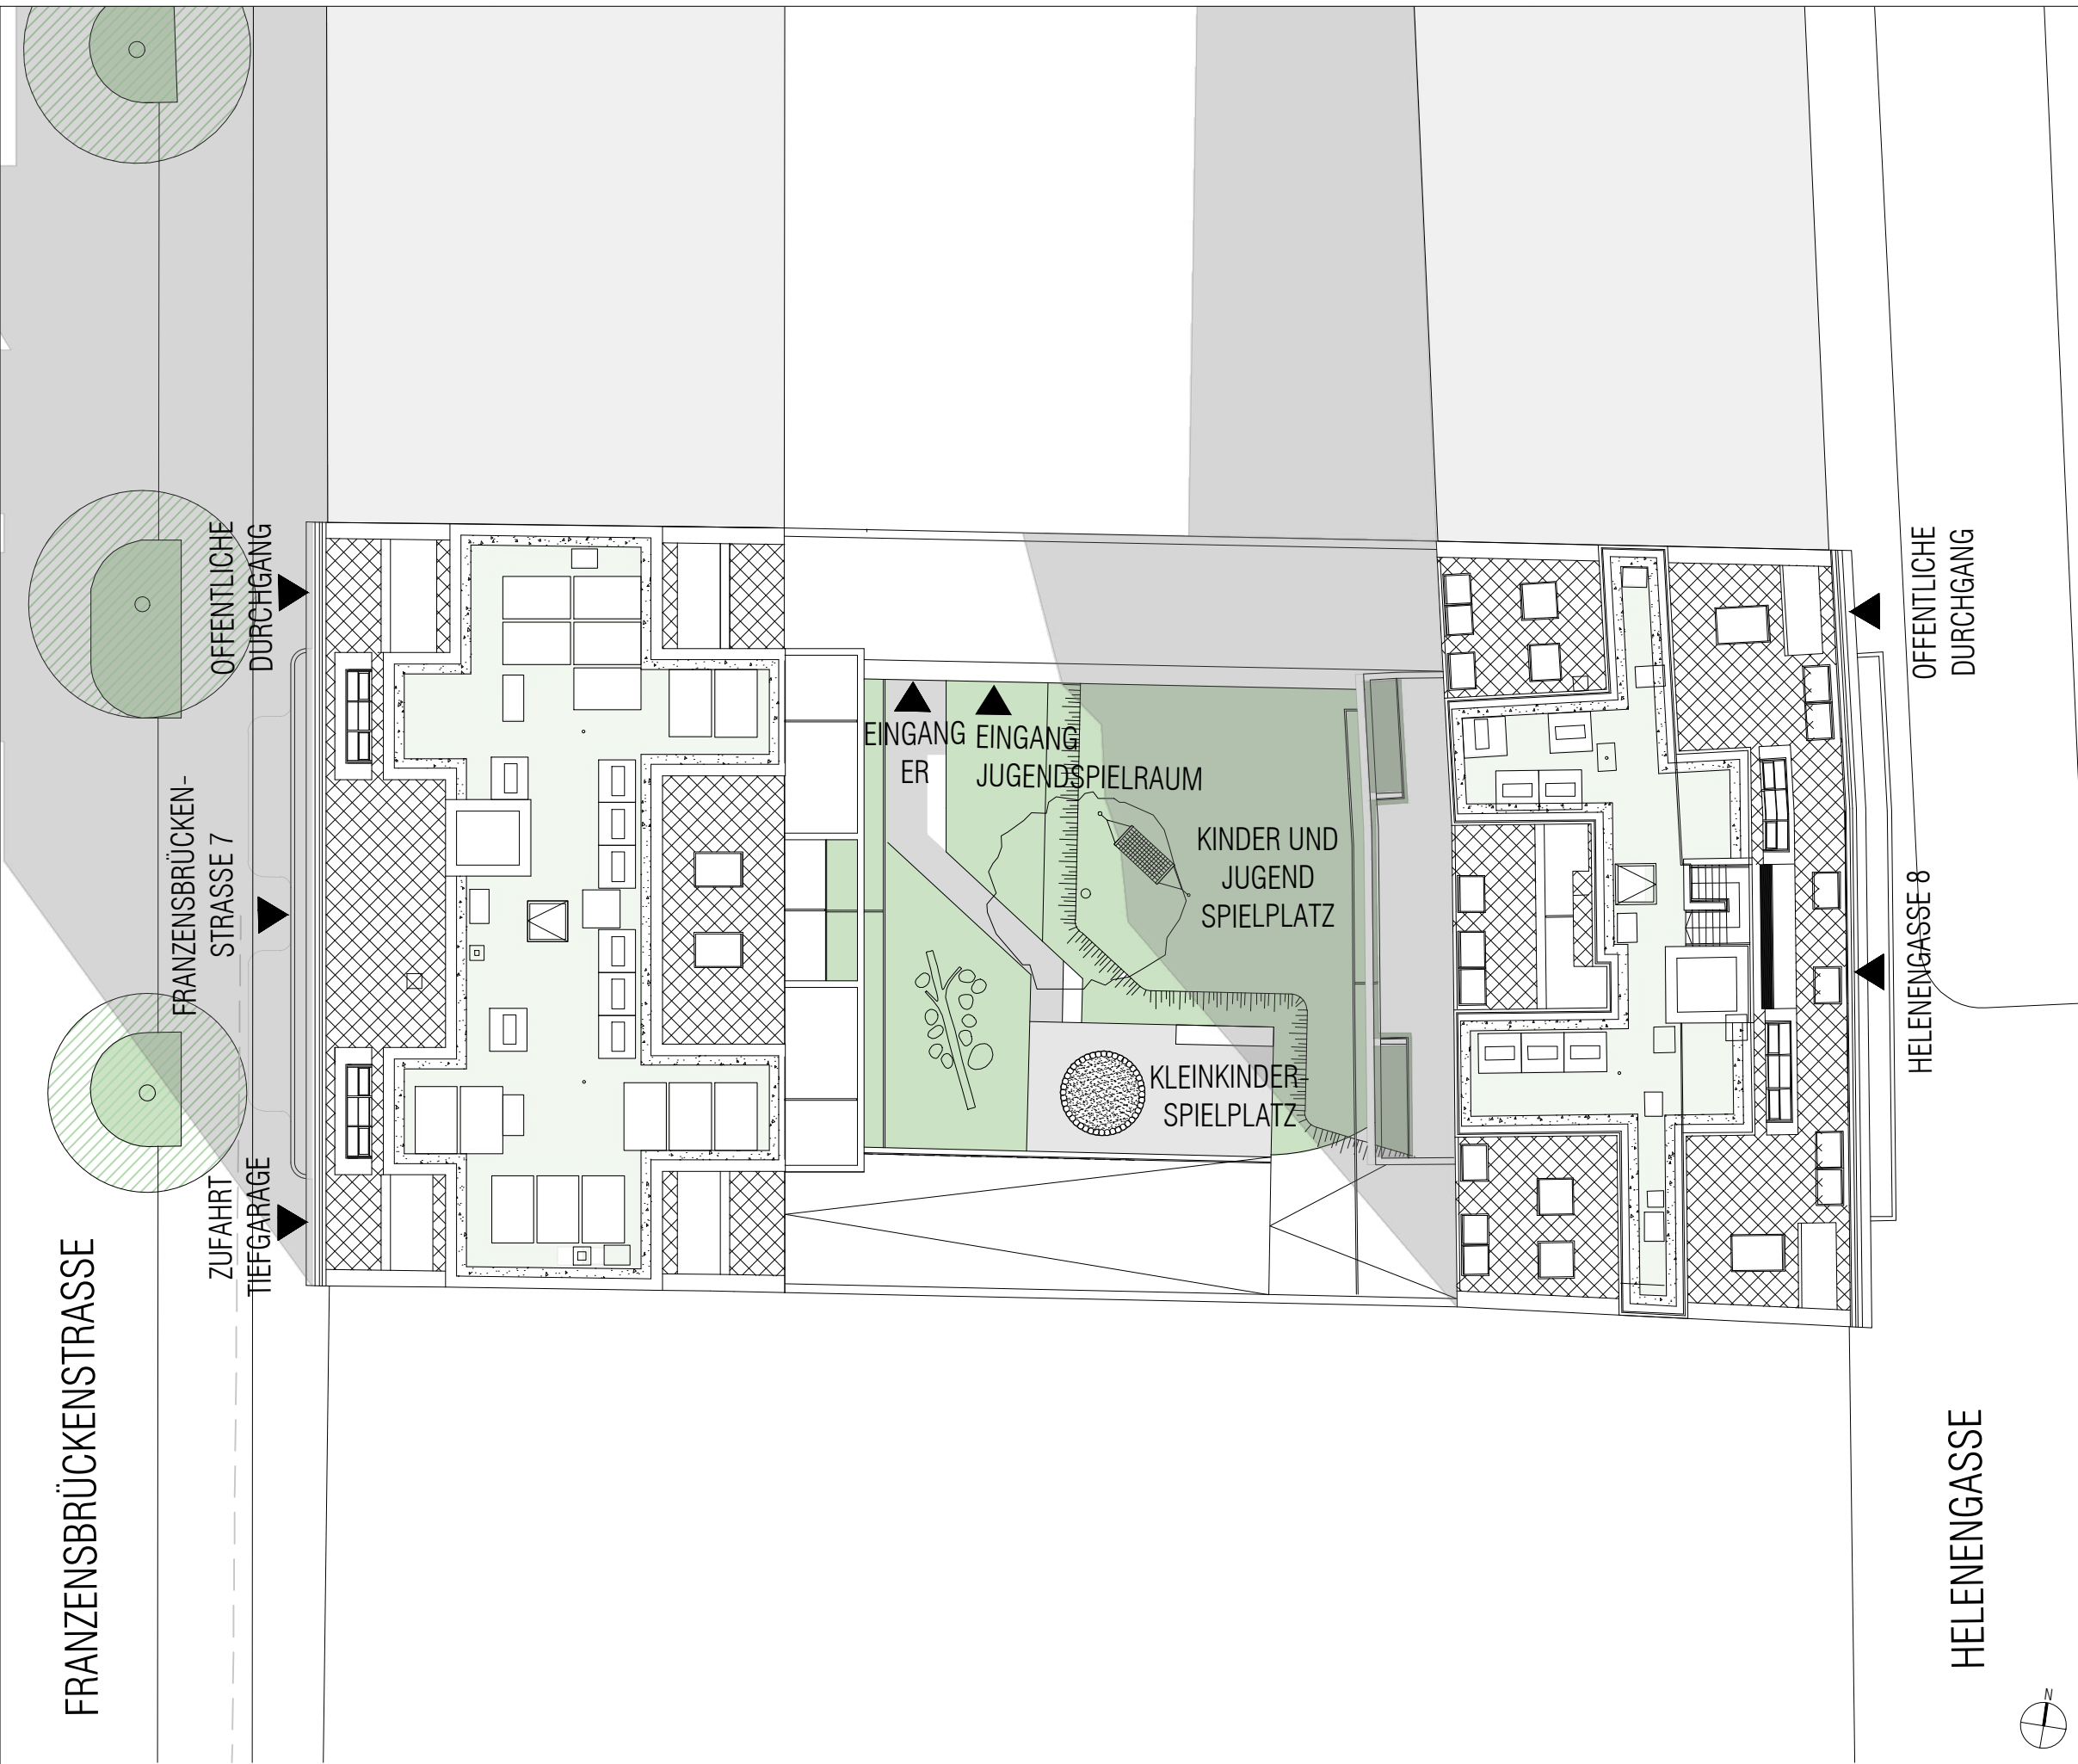 OFFENTLICHE
DURCHGANG
FRANZENSBRÜCKEN-
STRASSE 7
ZUFAHRT
TIEFGARAGE
FRANZENSBRÜCKENSTRASSE
EINGANG
ER
EINGANG
JUGENDSPIELRAUM
KINDER UND
JUGEND
SPIELPLATZ
KLEINKINDER-
SPIELPLATZ
OFFENTLICHE
DURCHGANG
HELENENGASSE 8
HELENENGASSE
N